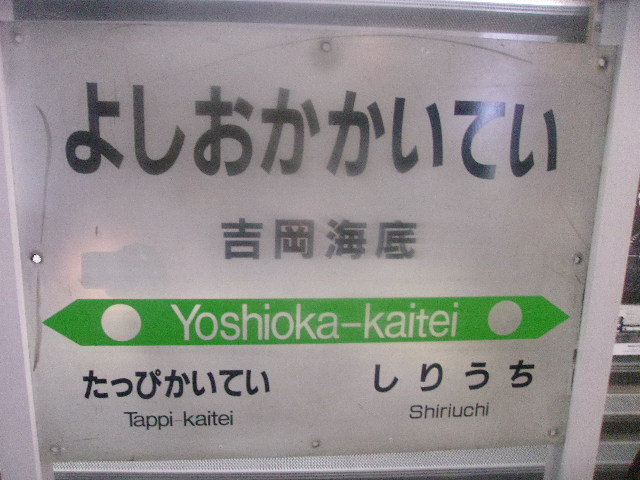 よしおかかいてい
吉岡海底
Yoshioka-kaitei
たっぴかいてい しりうち
Tappi-kaitei Shiriuchi